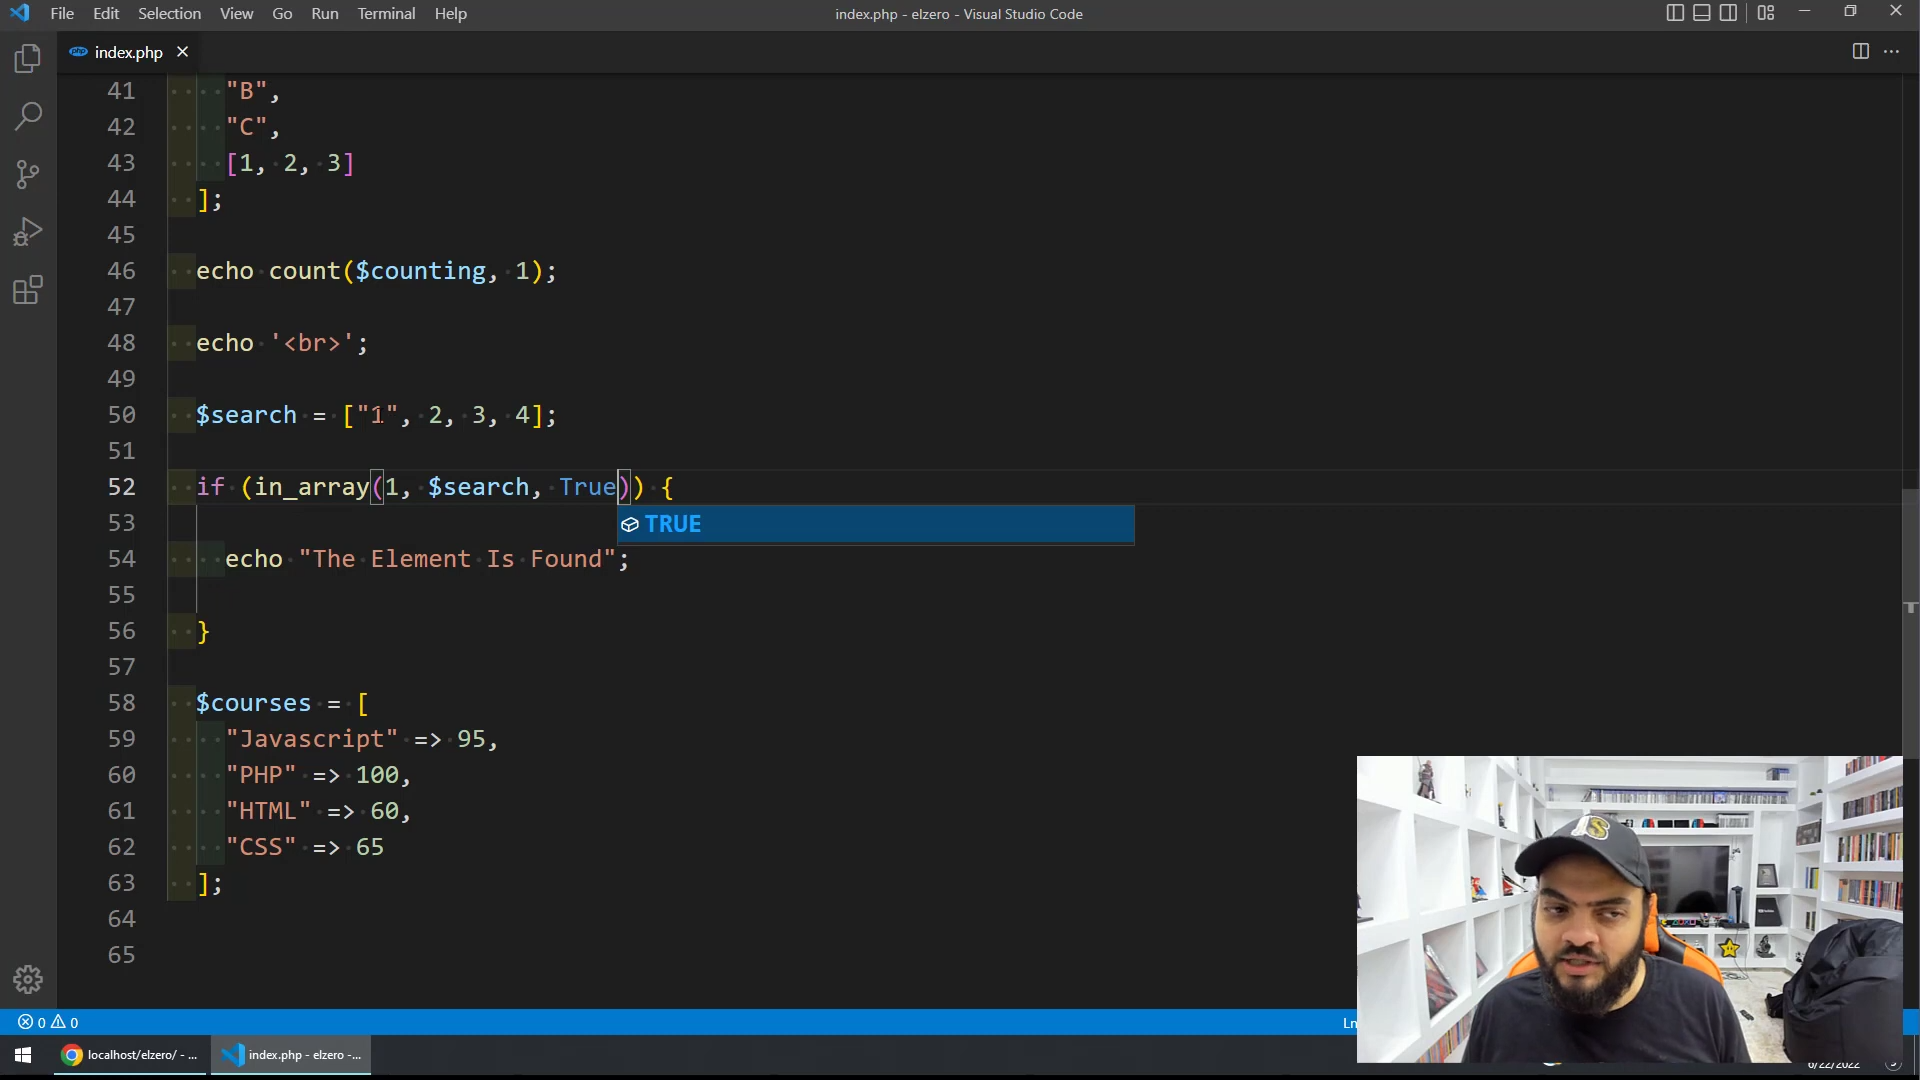 File Edit Selection View Go Run Terminal Help
index.php - elzero - Visual Studio Code
php index.php
41 "B",
42 "C",
43 [1, 2, 3]
44 ];
45
46 echo count($counting, 1);
47
48 echo '<br>';
49
50 $search = ["1", 2, 3, 4];
51
52 if (in_array(1, $search, True)) {
TRUE
53
54 echo "The Element Is Found";
55
56 }
57
58 $courses = [
59 "Javascript" => 95,
60 "PHP" => 100,
61 "HTML" => 60,
62 "CSS" => 65
63 ];
64
65
0 0
Ln
localhost/elzero/ - ...
index.php - elzero -...
6/22/2022